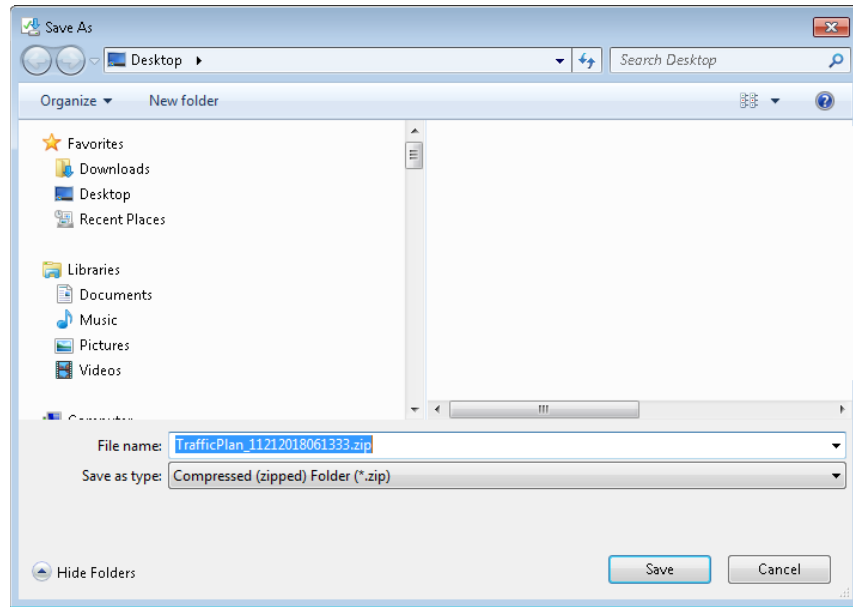 Save As
Desktop
Search Desktop
Organize
New folder
Favorites
Downloads
Desktop
Recent Places
Libraries
Documents
Music
Pictures
Videos
Computer
File name: TrafficPlan_11212018061333.zip
Save as type: Compressed (zipped) Folder (*.zip)
Hide Folders
Save
Cancel